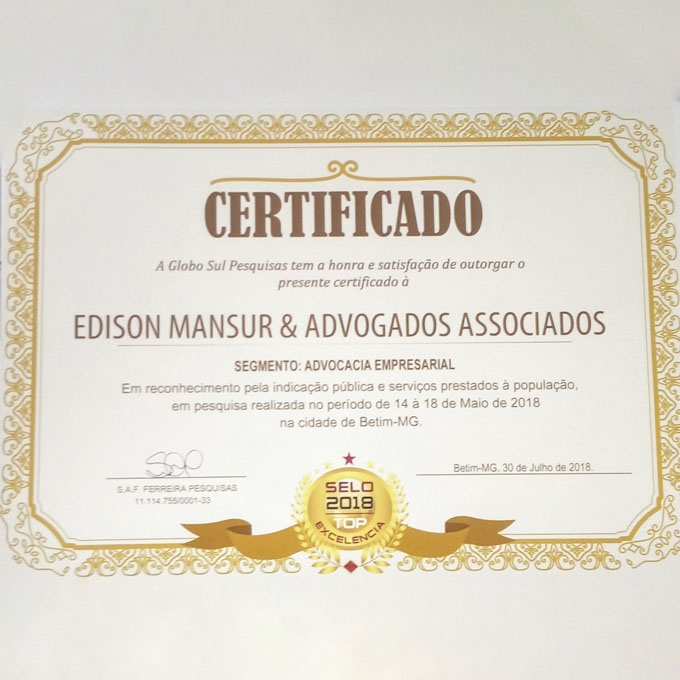 CERTIFICADO
A Globo Sul Pesquisas tem a honra e satisfação de outorgar o
presente certificado à
EDISON MANSUR & ADVOGADOS ASSOCIADOS
SEGMENTO: ADVOCACIA EMPRESARIAL
Em reconhecimento pela indicação pública e serviços prestados à população,
em pesquisa realizada no período de 14 à 18 de Maio de 2018
na cidade de Betim-MG.
S.A.F. FERREIRA PESQUISAS
11.114.755/0001-33
Betim-MG, 30 de Julho de 2018.
SELO
2018
TOP
EXCELENCIA